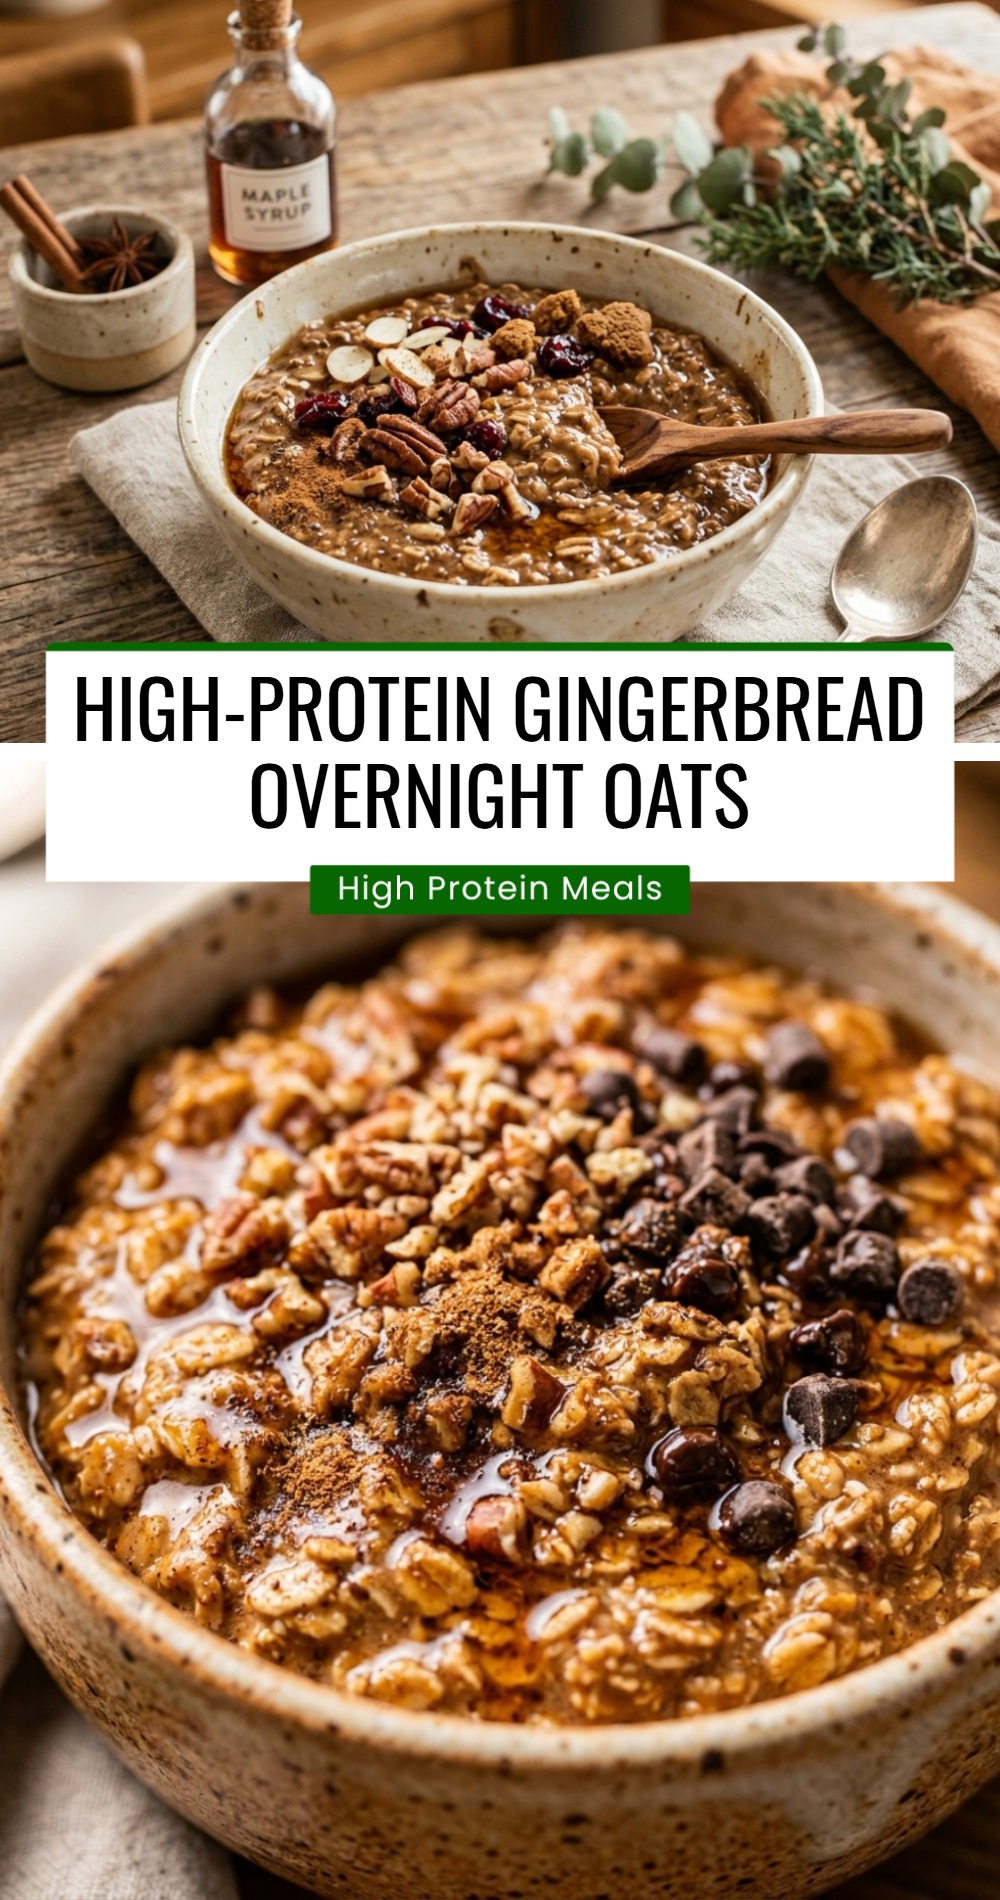 MAPLE
SYRUP
HIGH-PROTEIN GINGERBREAD
OVERNIGHT OATS
High Protein Meals